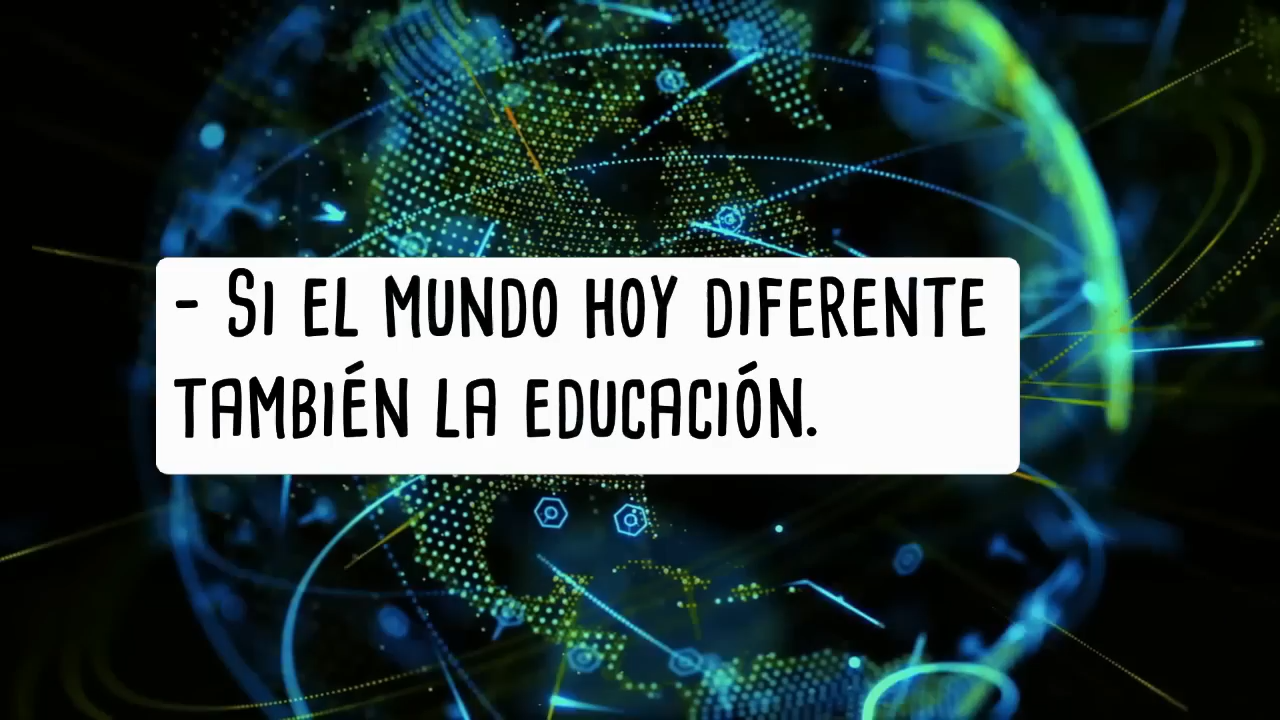 - Si el mundo hoy diferente
también la educación.